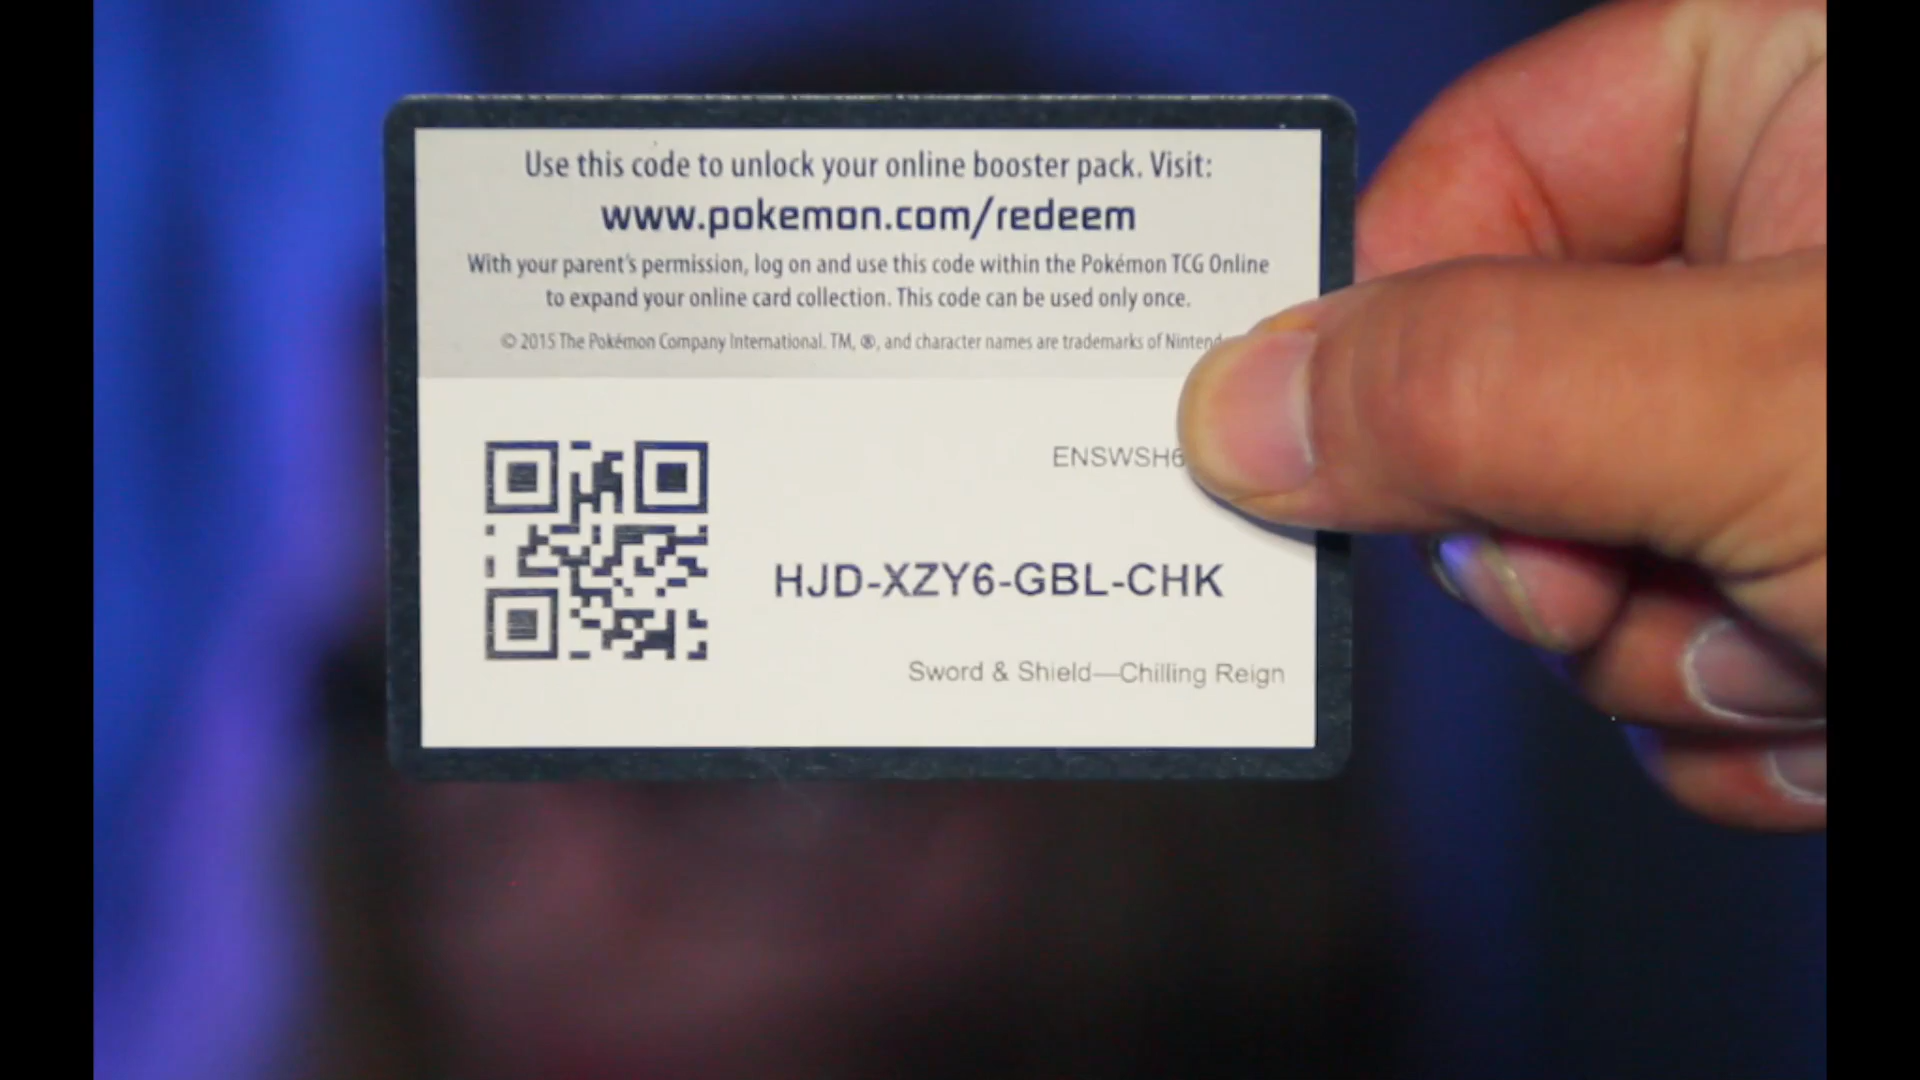 Use this code to unlock your online booster pack. Visit:
www.pokemon.com/redeem
With your parent's permission, log on and use this code within the Pokémon TCG Online
to expand your online card collection. This code can be used only once.
© 2015 The Pokémon Company International. TM, ®, and character names are trademarks of
HJD-XZY6-GBL-CHK
Sword & Shield—Chilling Reign